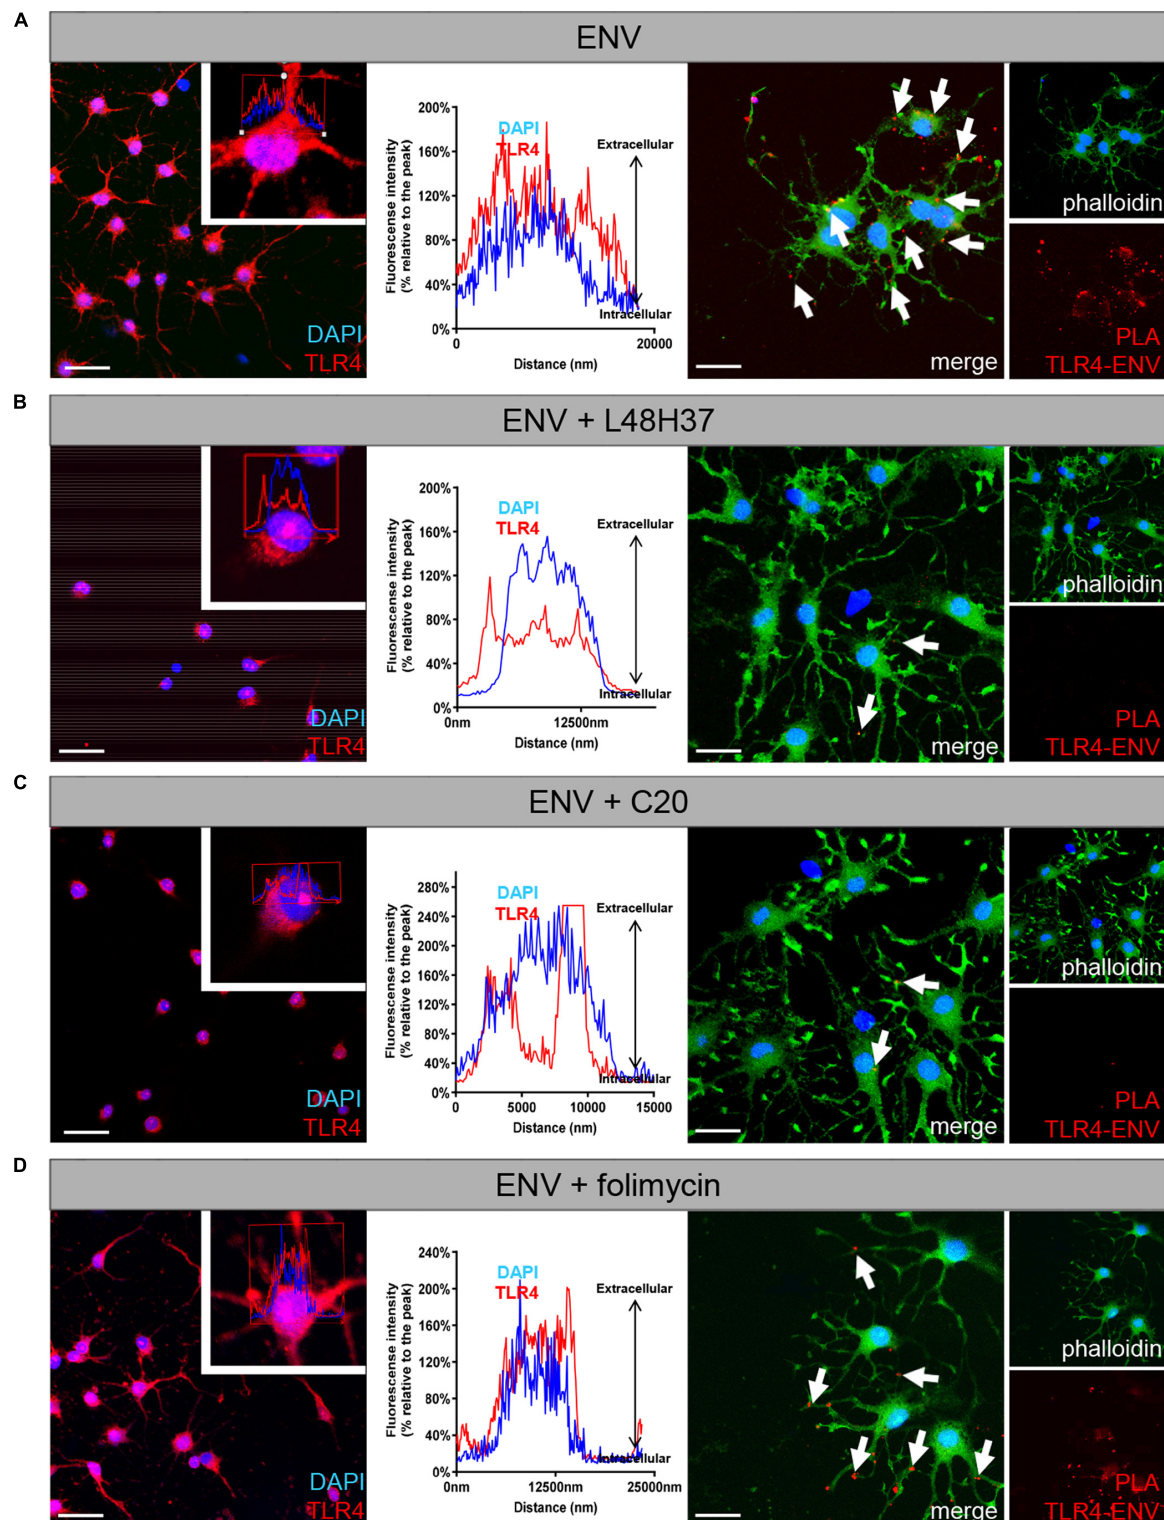 A
ENV
DAPI
TLR4
Fluorescense intensity
(% relative to the peak)
200%
160%
120%
80%
40%
0%
DAPI
TLR4
Extracellular
Intracellular
0
20000
Distance (nm)
merge
phalloidin
PLA
TLR4-ENV
B
ENV + L48H37
DAPI
TLR4
Fluorescense intensity
(% relative to the peak)
200%
160%
120%
80%
40%
0%
DAPI
TLR4
Extracellular
Intracellular
0nm
12500nm
Distance (nm)
merge
phalloidin
PLA
TLR4-ENV
C
ENV + C20
DAPI
TLR4
Fluorescense intensity
(% relative to the peak)
280%
240%
200%
160%
120%
80%
40%
0%
DAPI
TLR4
Extracellular
Intracellular
0
5000
10000
15000
Distance (nm)
merge
phalloidin
PLA
TLR4-ENV
D
ENV + folimycin
DAPI
TLR4
Fluorescense intensity
(% relative to the peak)
240%
200%
160%
120%
80%
40%
0%
DAPI
TLR4
Extracellular
Intracellular
0nm
12500nm
25000nm
Distance (nm)
merge
phalloidin
PLA
TLR4-ENV